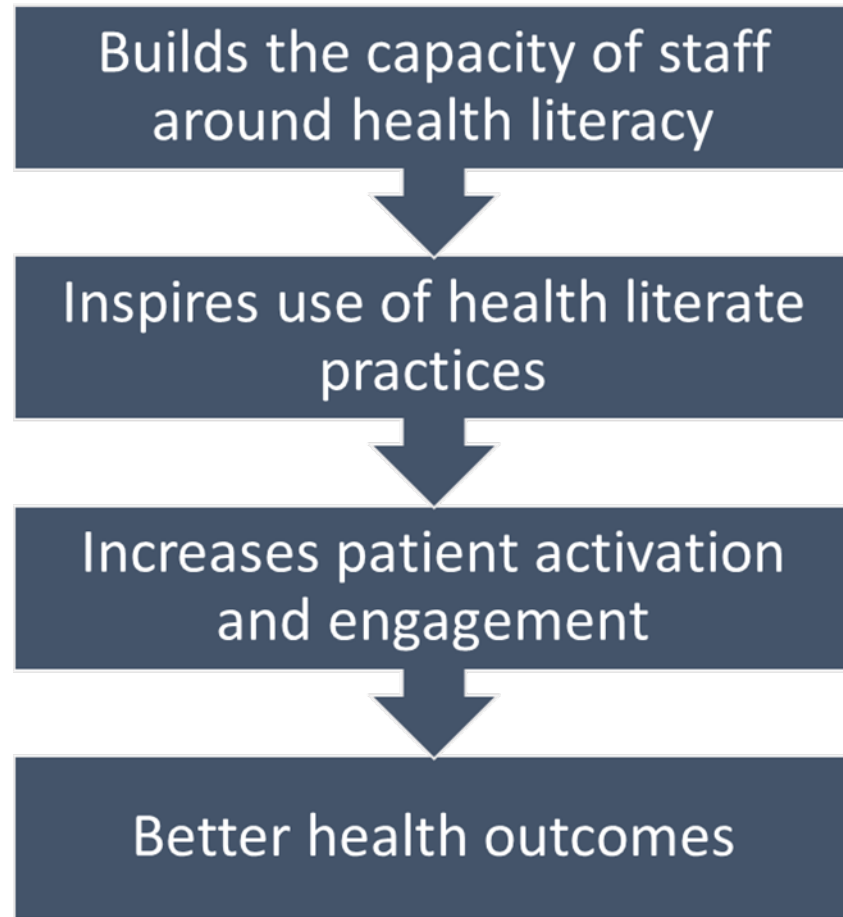 Builds the capacity of staff
around health literacy
Inspires use of health literate
practices
Increases patient activation
and engagement
Better health outcomes